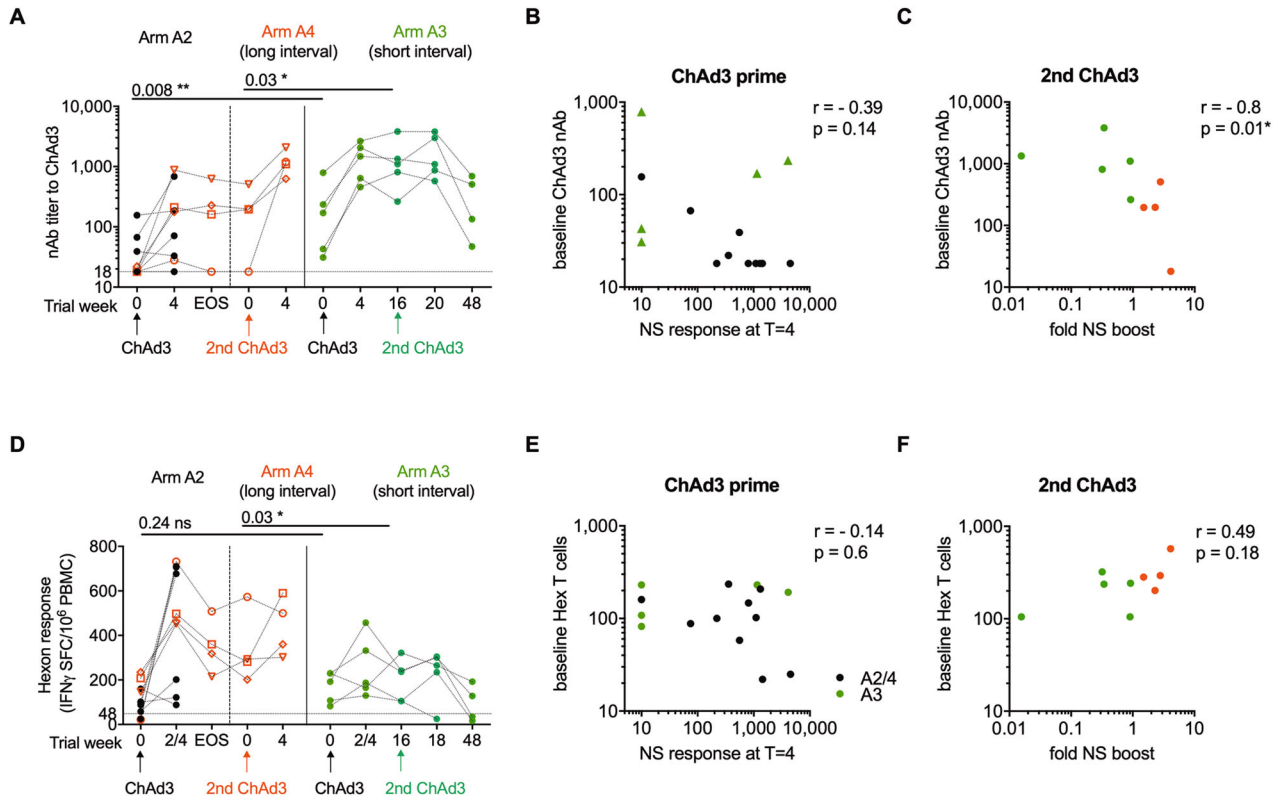 A
Arm A2
Arm A4
(long interval)
Arm A3
(short interval)
0.008 **
0.03 *
nAb titer to ChAd3
10,000
1,000
100
18
10
Trial week
0 4 EOS 0 4 0 4 16 20 48
ChAd3
2nd ChAd3
ChAd3
2nd ChAd3
B
ChAd3 prime
r = - 0.39
p = 0.14
baseline ChAd3 nAb
1,000
100
10
10 100 1,000 10,000
NS response at T=4
C
2nd ChAd3
r = - 0.8
p = 0.01*
baseline ChAd3 nAb
10,000
1,000
100
10
0.01 0.1 1 10
fold NS boost
D
Arm A2
Arm A4
(long interval)
Arm A3
(short interval)
0.24 ns
0.03 *
Hexon response
(IFNγ SFC/10⁶ PBMC)
800
600
400
200
48
0
Trial week
0 2/4 EOS 0 4 0 2/4 16 18 48
ChAd3
2nd ChAd3
ChAd3
2nd ChAd3
E
ChAd3 prime
r = - 0.14
p = 0.6
baseline Hex T cells
1,000
100
10
10 100 1,000 10,000
NS response at T=4
A2/4
A3
F
2nd ChAd3
r = 0.49
p = 0.18
baseline Hex T cells
1,000
100
10
0.01 0.1 1 10
fold NS boost